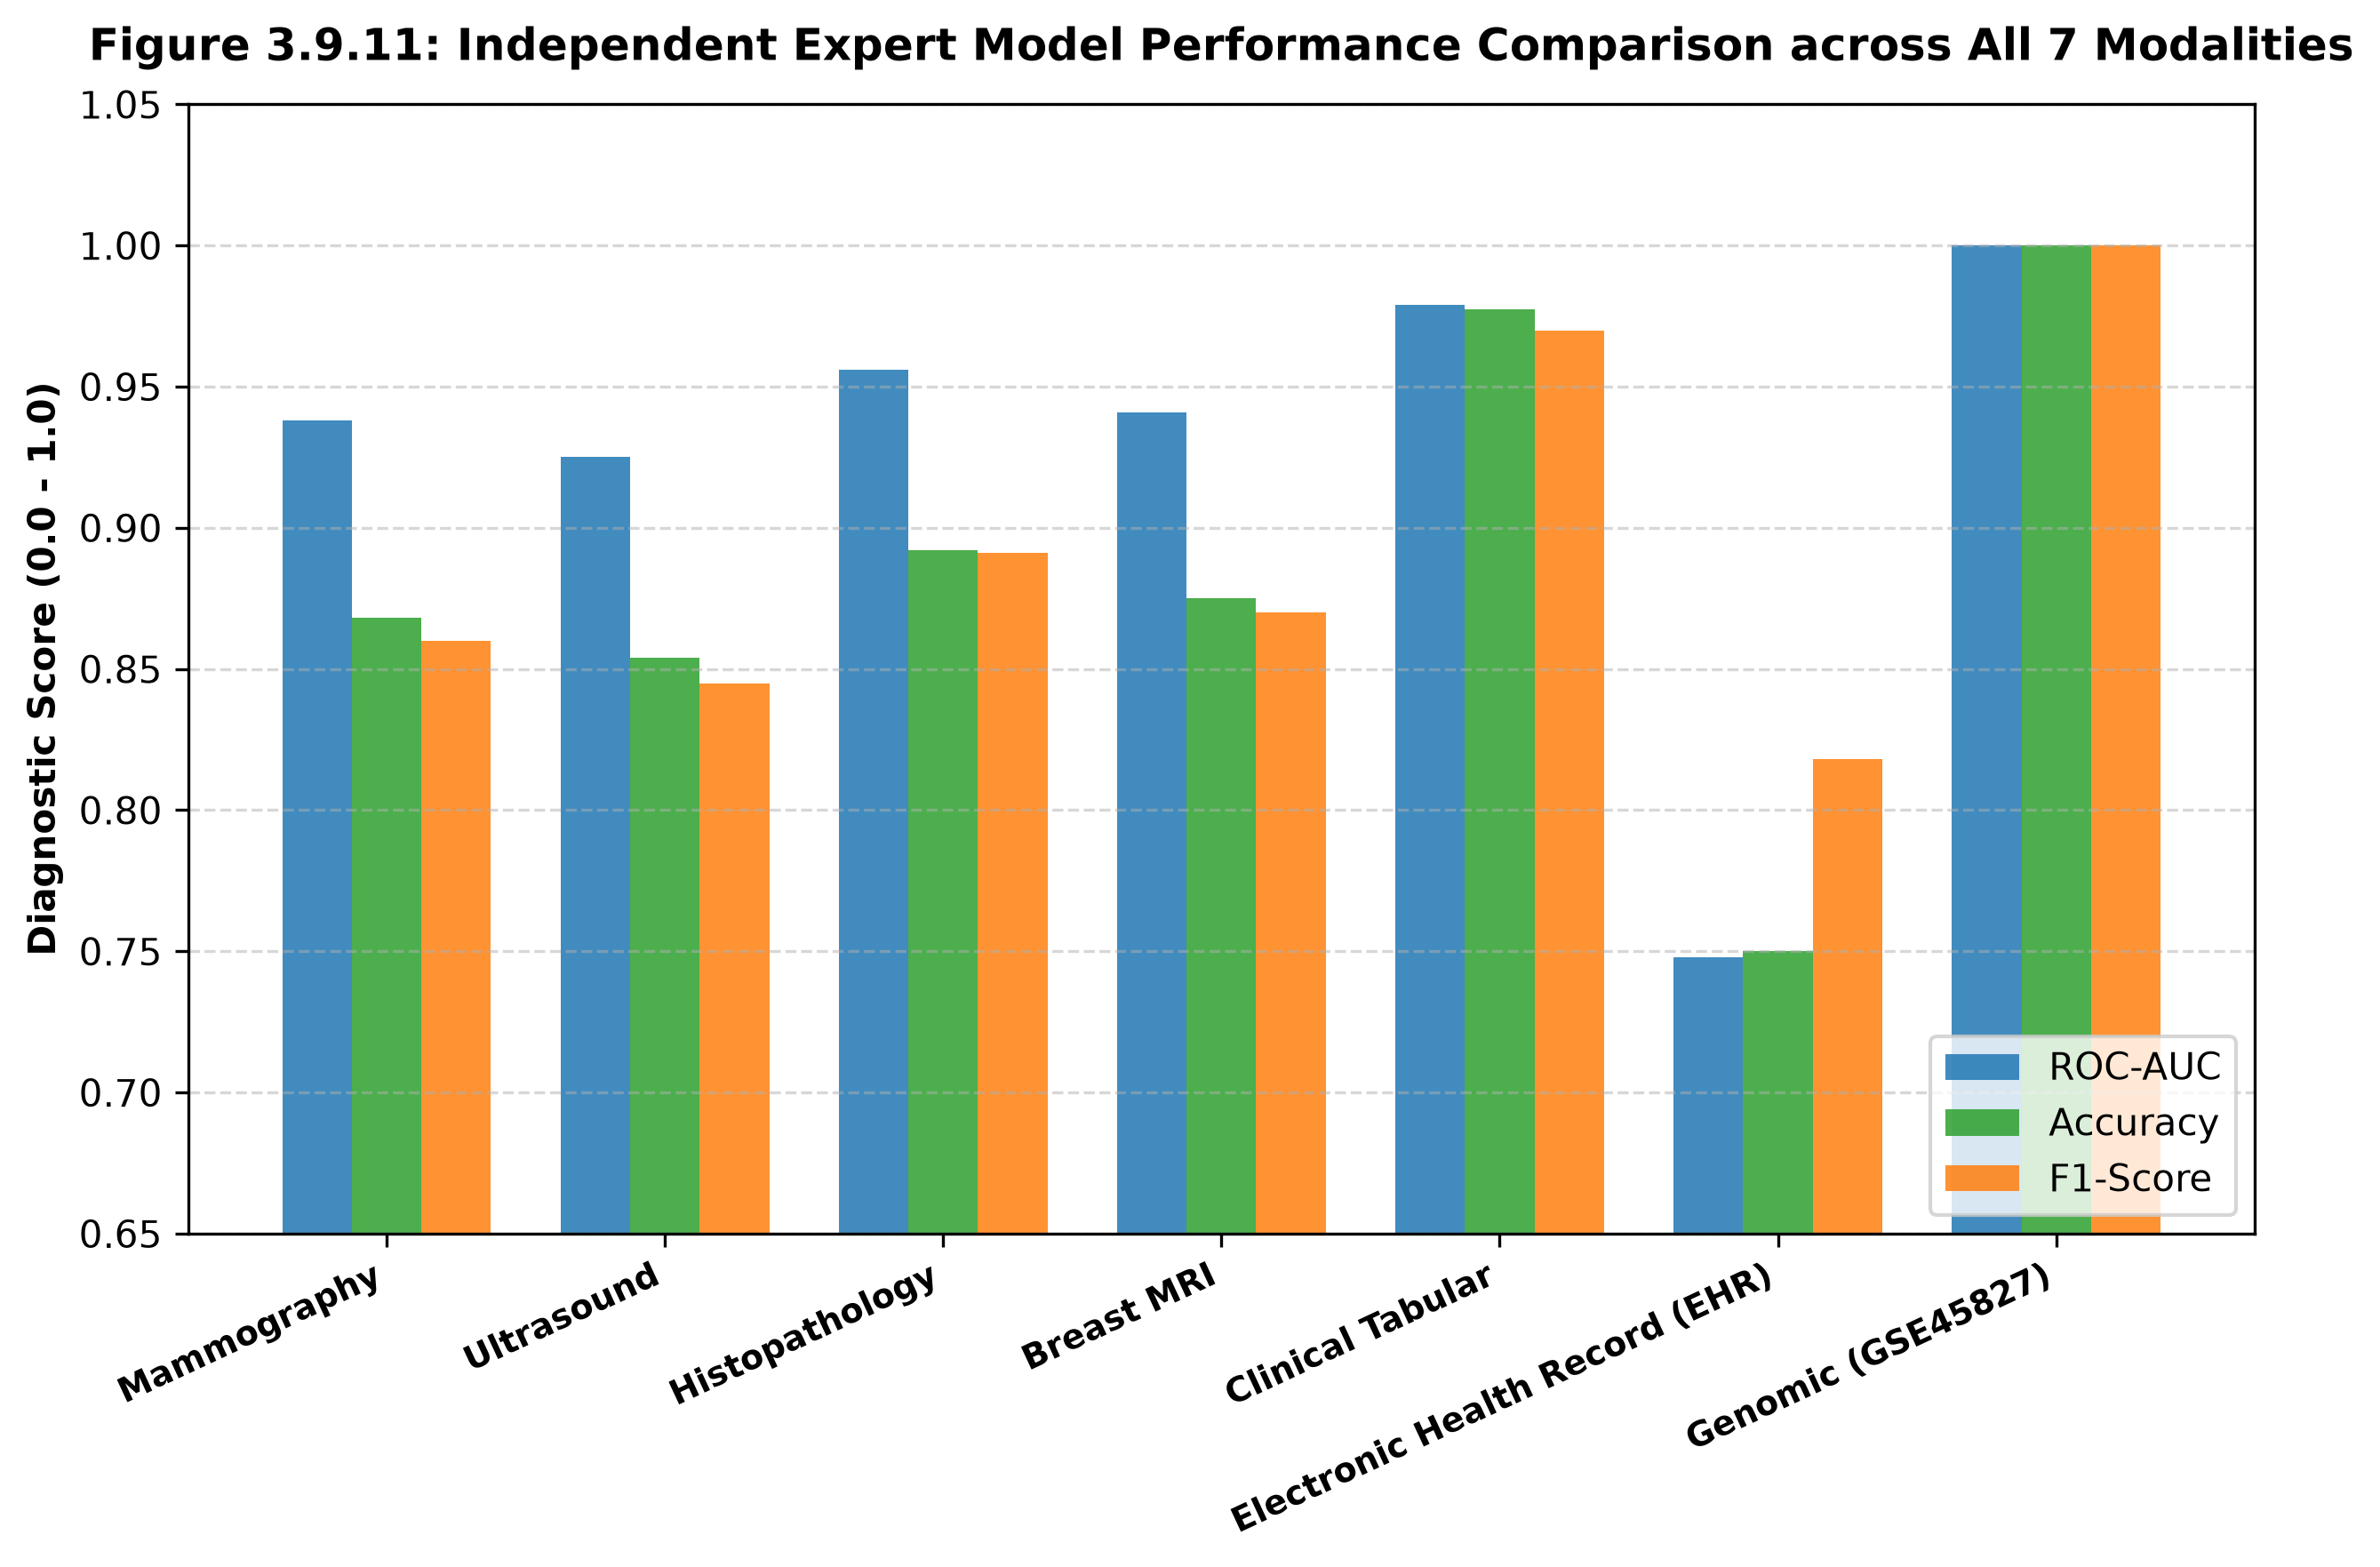 Figure 3.9.11: Independent Expert Model Performance Comparison across All 7 Modalities
Diagnostic Score (0.0 - 1.0)
1.05
1.00
0.95
0.90
0.85
0.80
0.75
0.70
0.65
ROC-AUC
Accuracy
F1-Score
Mammography
Ultrasound
Histopathology
Breast MRI
Clinical Tabular
Electronic Health Record (EHR)
Genomic (GSE45827)